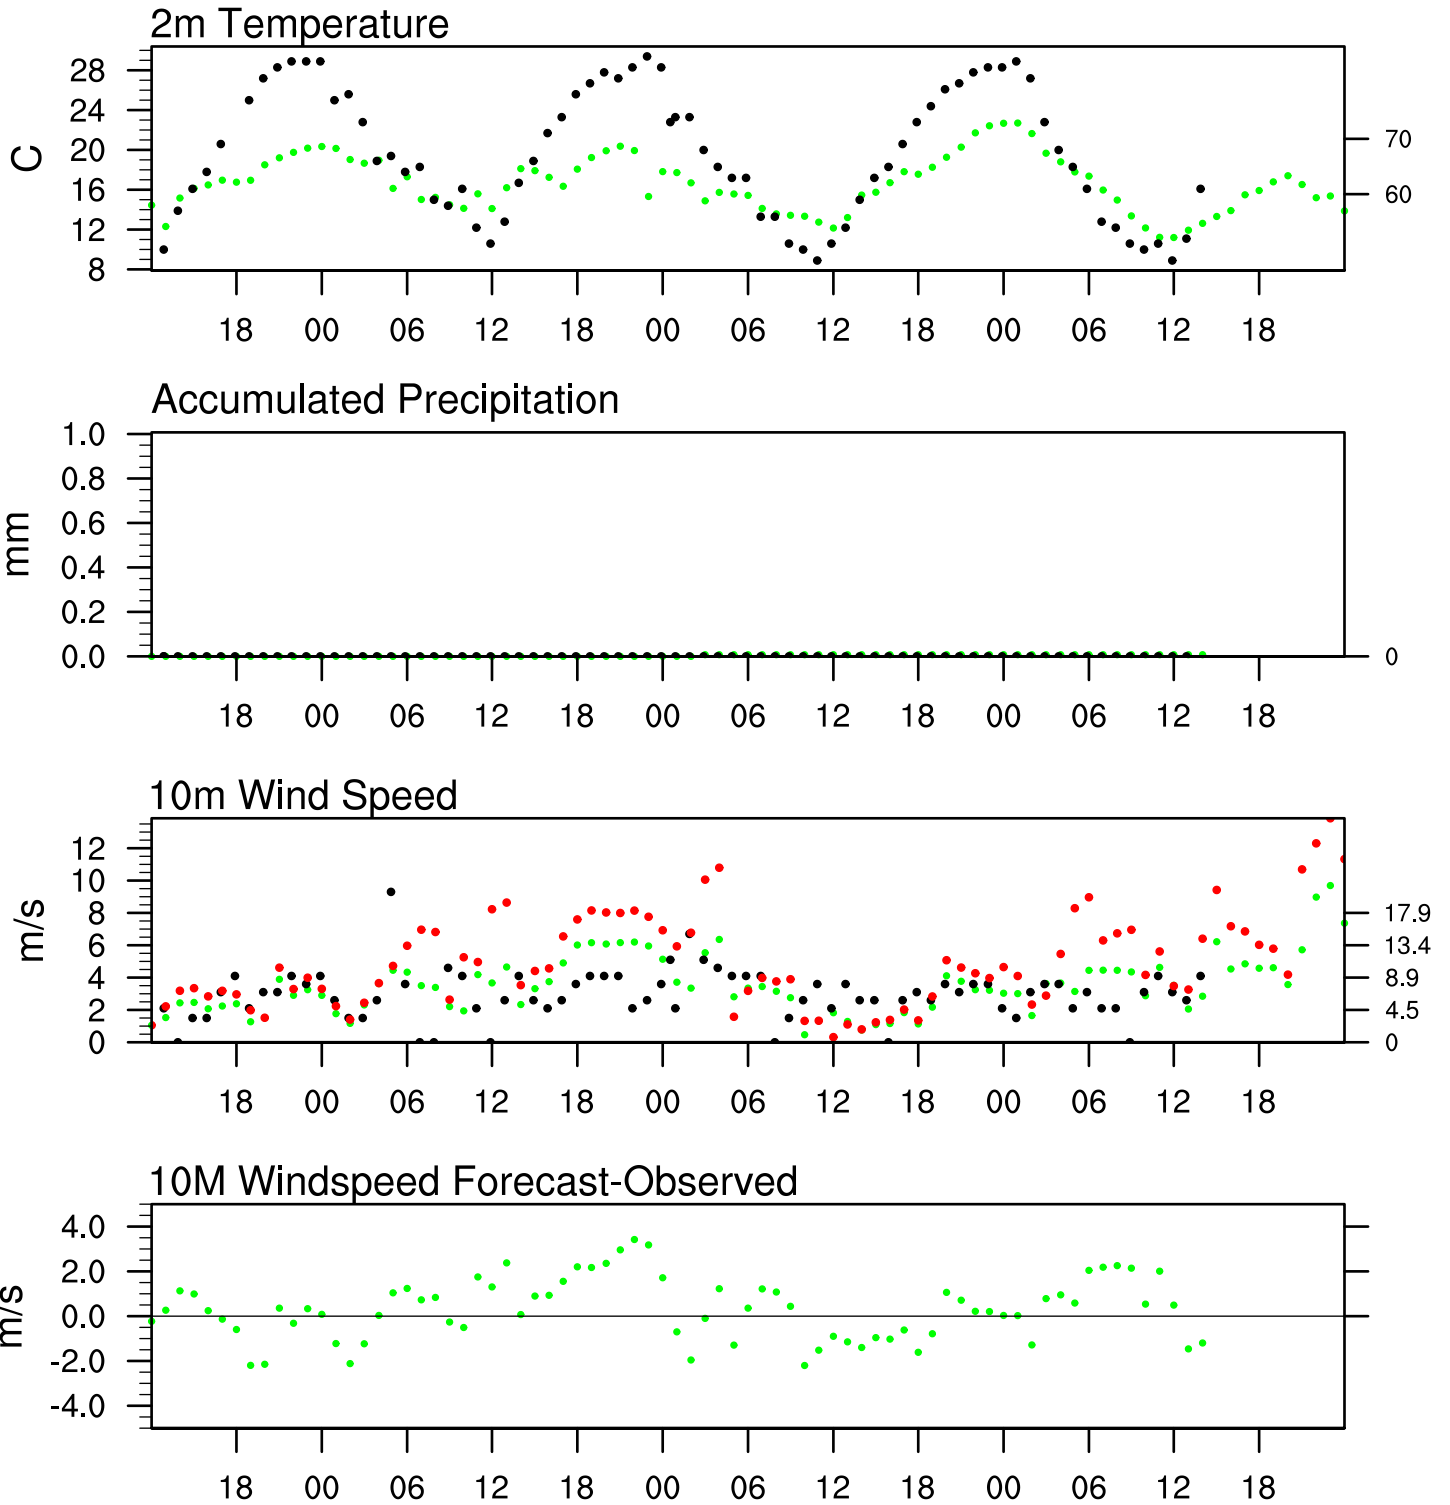 2m Temperature
28
24
20
16
12
8
C
70
60
18 00 06 12 18 00 06 12 18 00 06 12 18
Accumulated Precipitation
1.0
0.8
0.6
0.4
0.2
0.0
mm
0
18 00 06 12 18 00 06 12 18 00 06 12 18
10m Wind Speed
12
10
8
6
4
2
0
m/s
17.9
13.4
8.9
4.5
0
18 00 06 12 18 00 06 12 18 00 06 12 18
10M Windspeed Forecast-Observed
4.0
2.0
0.0
-2.0
-4.0
m/s
18 00 06 12 18 00 06 12 18 00 06 12 18